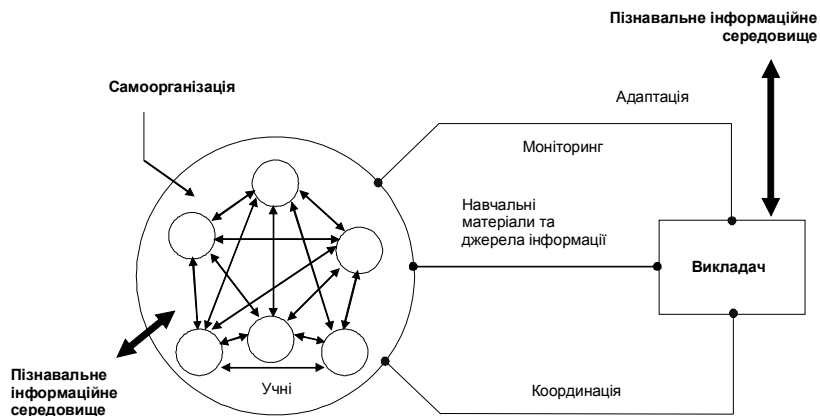 Пізнавальне інформаційне
середовище
Самоорганізація
Адаптація
Моніторинг
Навчальні
матеріали та
джерела інформації
Викладач
Пізнавальне
інформаційне
середовище
Учні
Координація